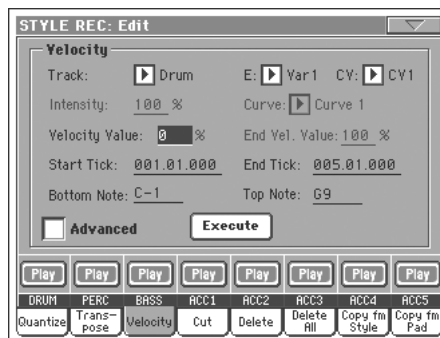 STYLE REC: Edit
Velocity
Track: Drum E: Var1 CV: CV1
Intensity: 100 % Curve: Curve 1
Velocity Value: 0 % End Vel. Value: 100 %
Start Tick: 001.01.000 End Tick: 005.01.000
Bottom Note: C-1 Top Note: G9
Advanced Execute
Play Play Play Play Play Play Play Play
DRUM PERC BASS ACC1 ACC2 ACC3 ACC4 ACC5
Quantize Trans- Velocity Cut Delete Delete Copy fm Copy fm
pose All Style Pad